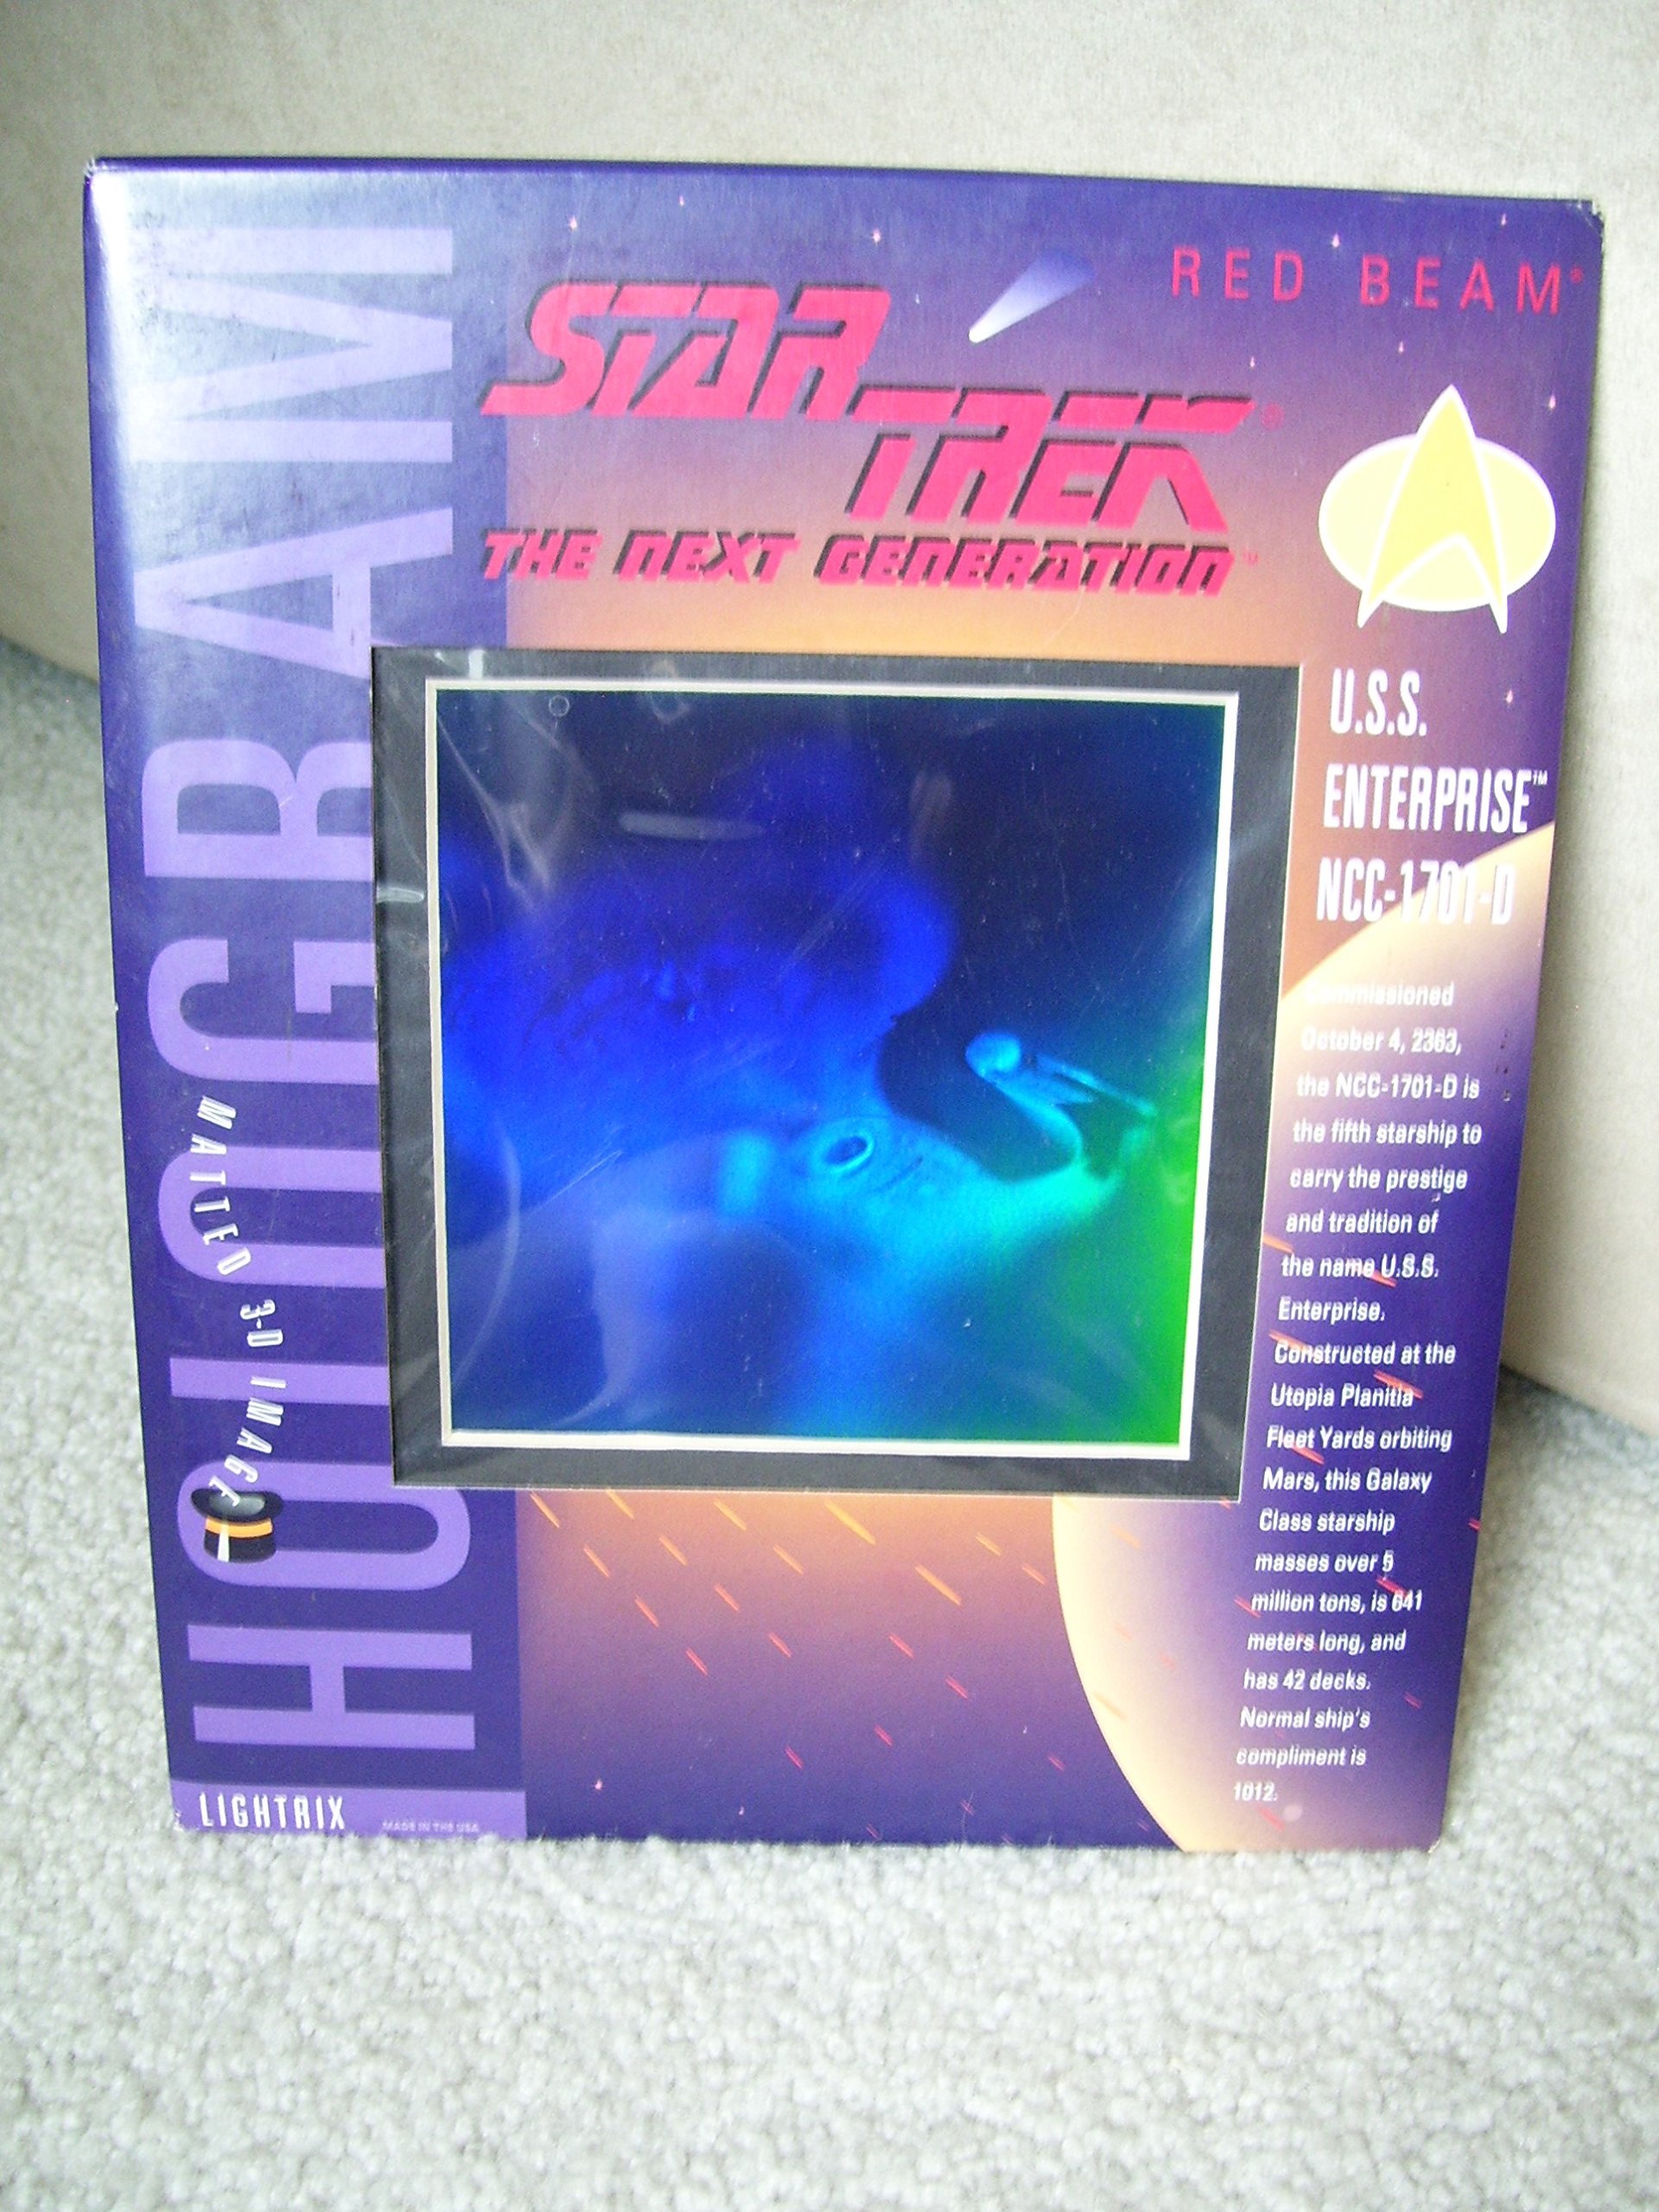 RED BEAM®
STAR
TREK®
THE NEXT GENERATION™
HOLOGRAM
MATTED 3-D IMAGE
U.S.S.
ENTERPRISE™
NCC-1701-D
Commissioned
October 4, 2363,
the NCC-1701-D is
the fifth starship to
carry the prestige
and tradition of
the name U.S.S.
Enterprise.
Constructed at the
Utopia Planitia
Fleet Yards orbiting
Mars, this Galaxy
Class starship
masses over 5
million tons, is 641
meters long, and
has 42 decks.
Normal ship's
compliment is
1012.
LIGHTRIX
MADE IN THE USA